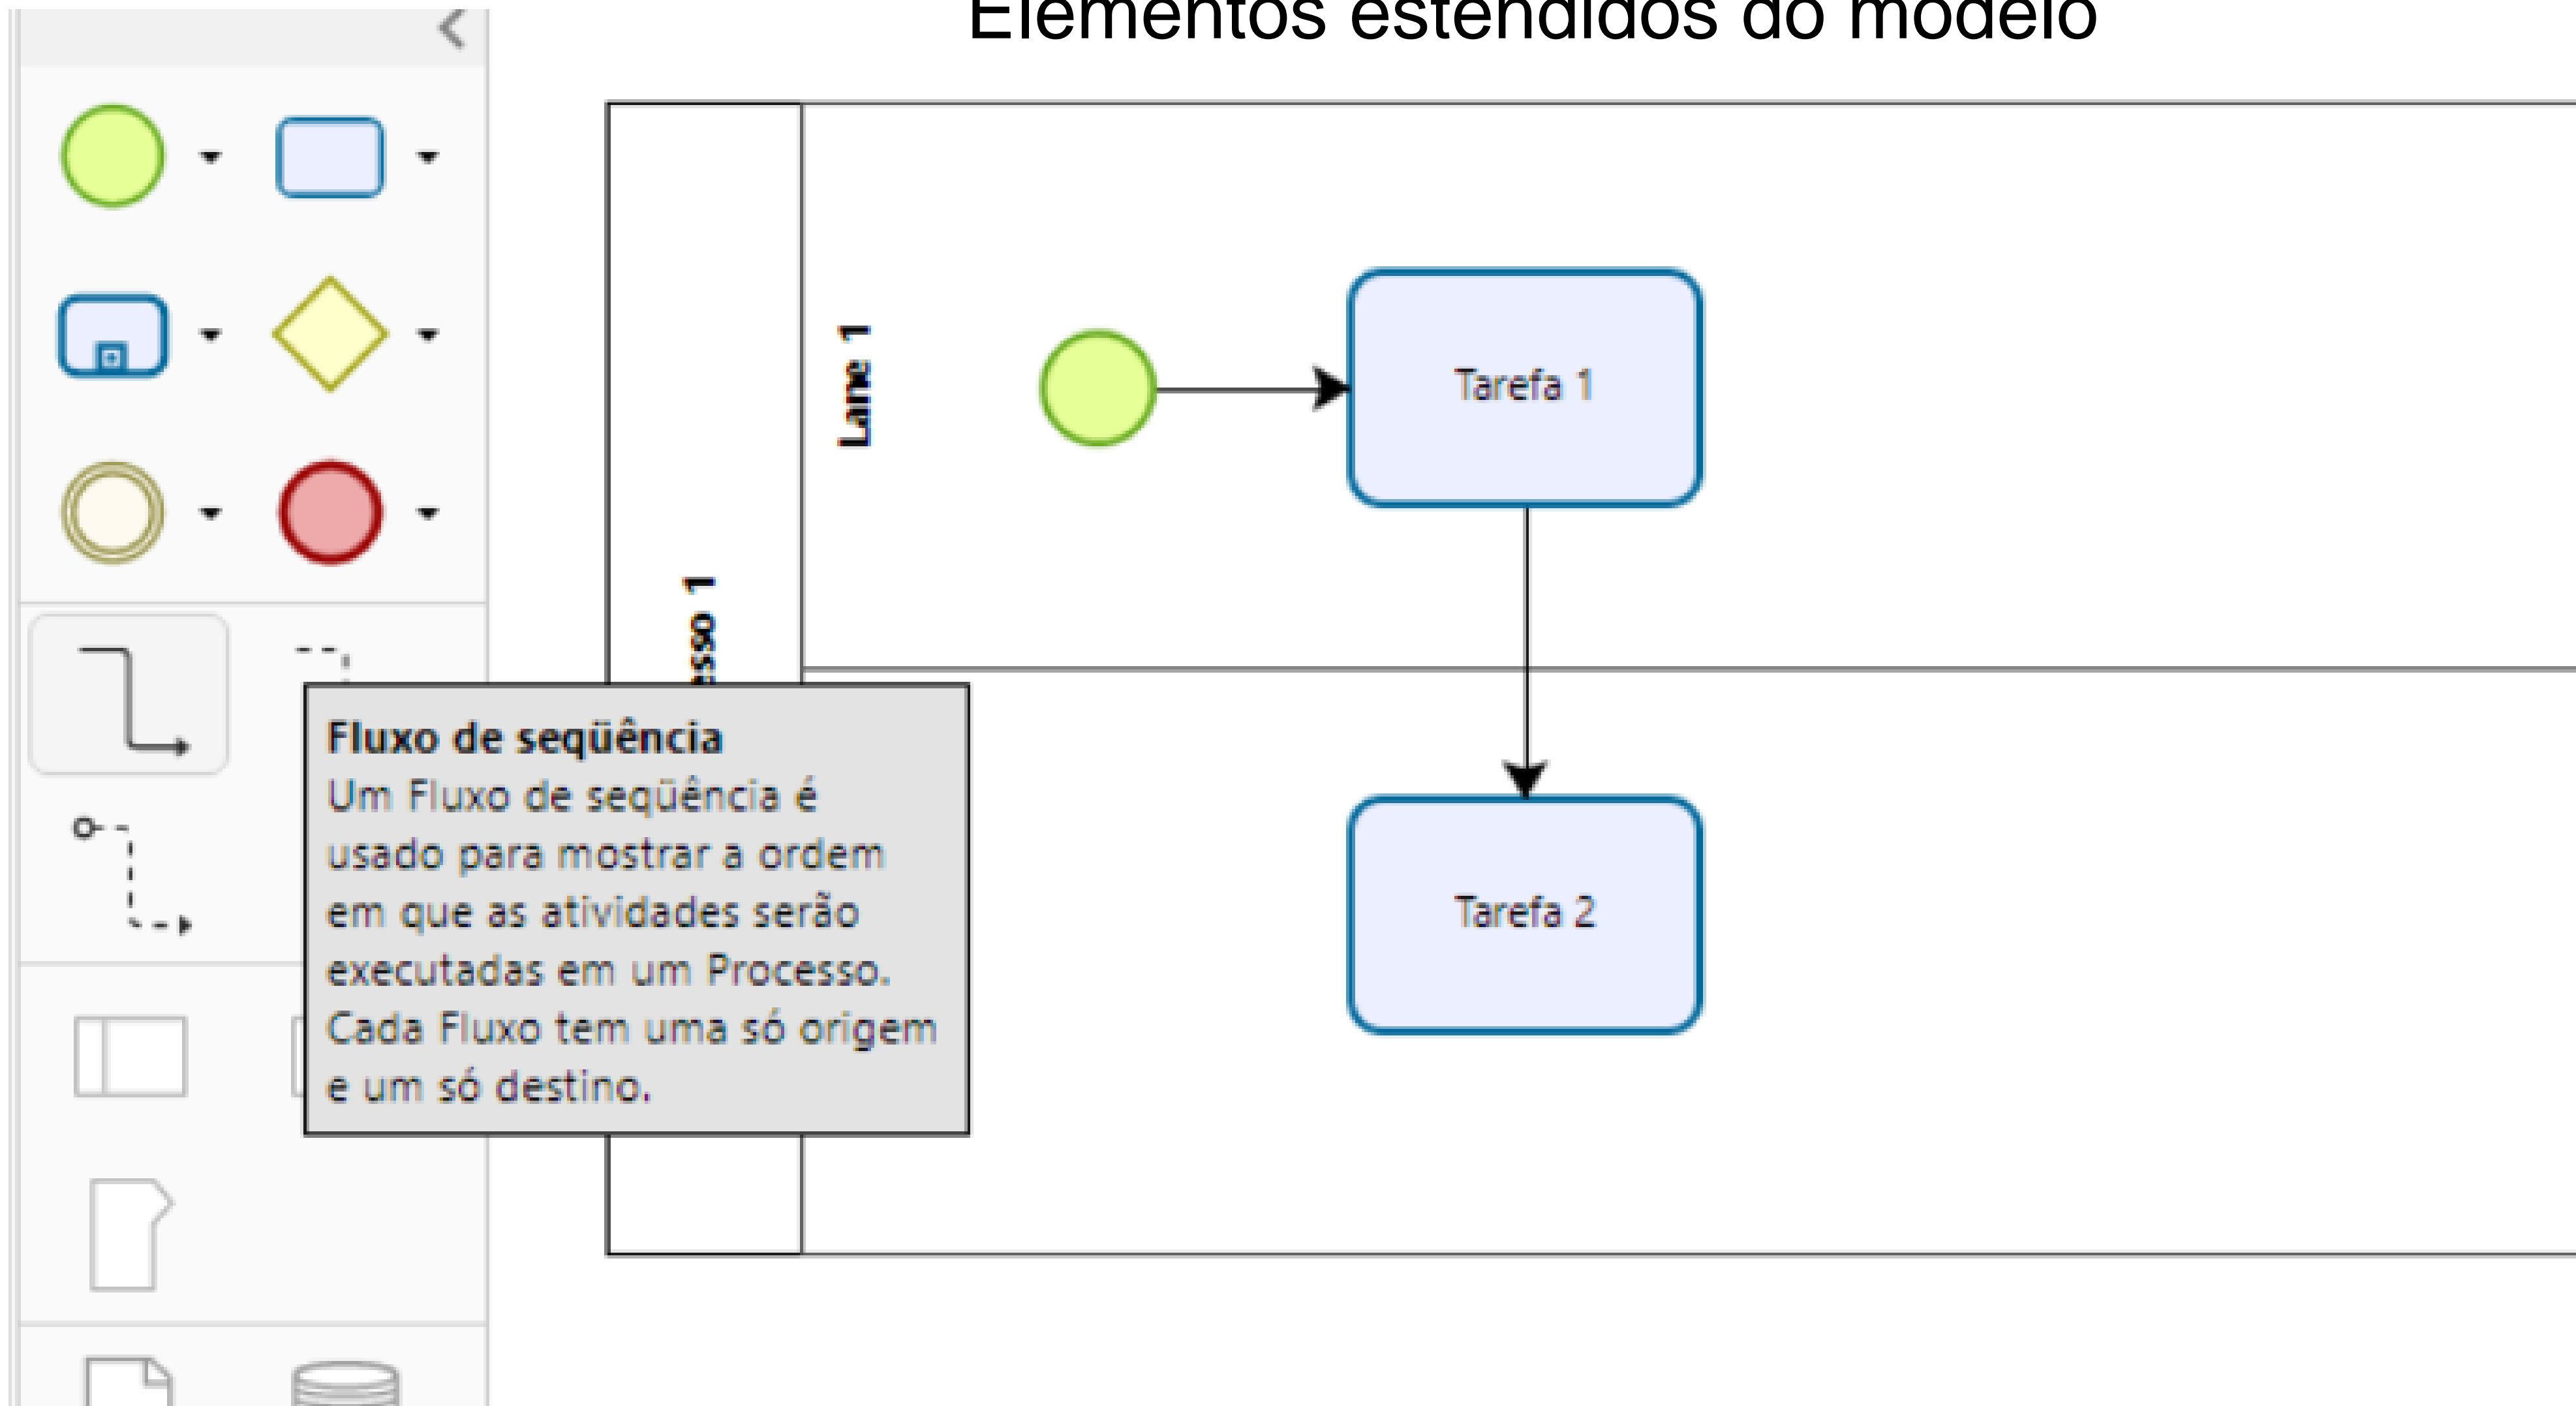 Elementos estendidos do modelo
Lane 1
Tarefa 1
Fluxo de seqüência
Um Fluxo de seqüência é
usado para mostrar a ordem
em que as atividades serão
executadas em um Processo.
Cada Fluxo tem uma só origem
e um só destino.
Tarefa 2